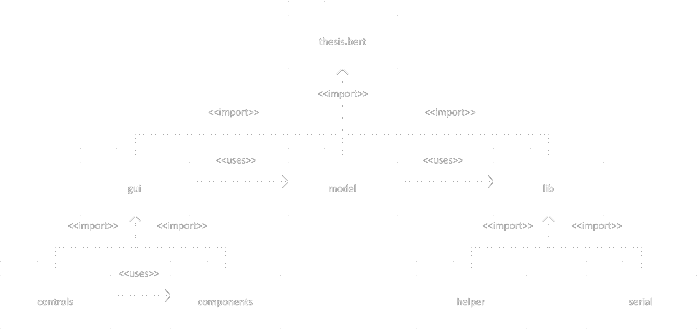 thesis.bert
<<import>>
<<import>> <<import>>
<<uses>> <<uses>>
gui model lib
<<import>> <<import>> <<import>> <<import>>
<<uses>>
controls components helper serial